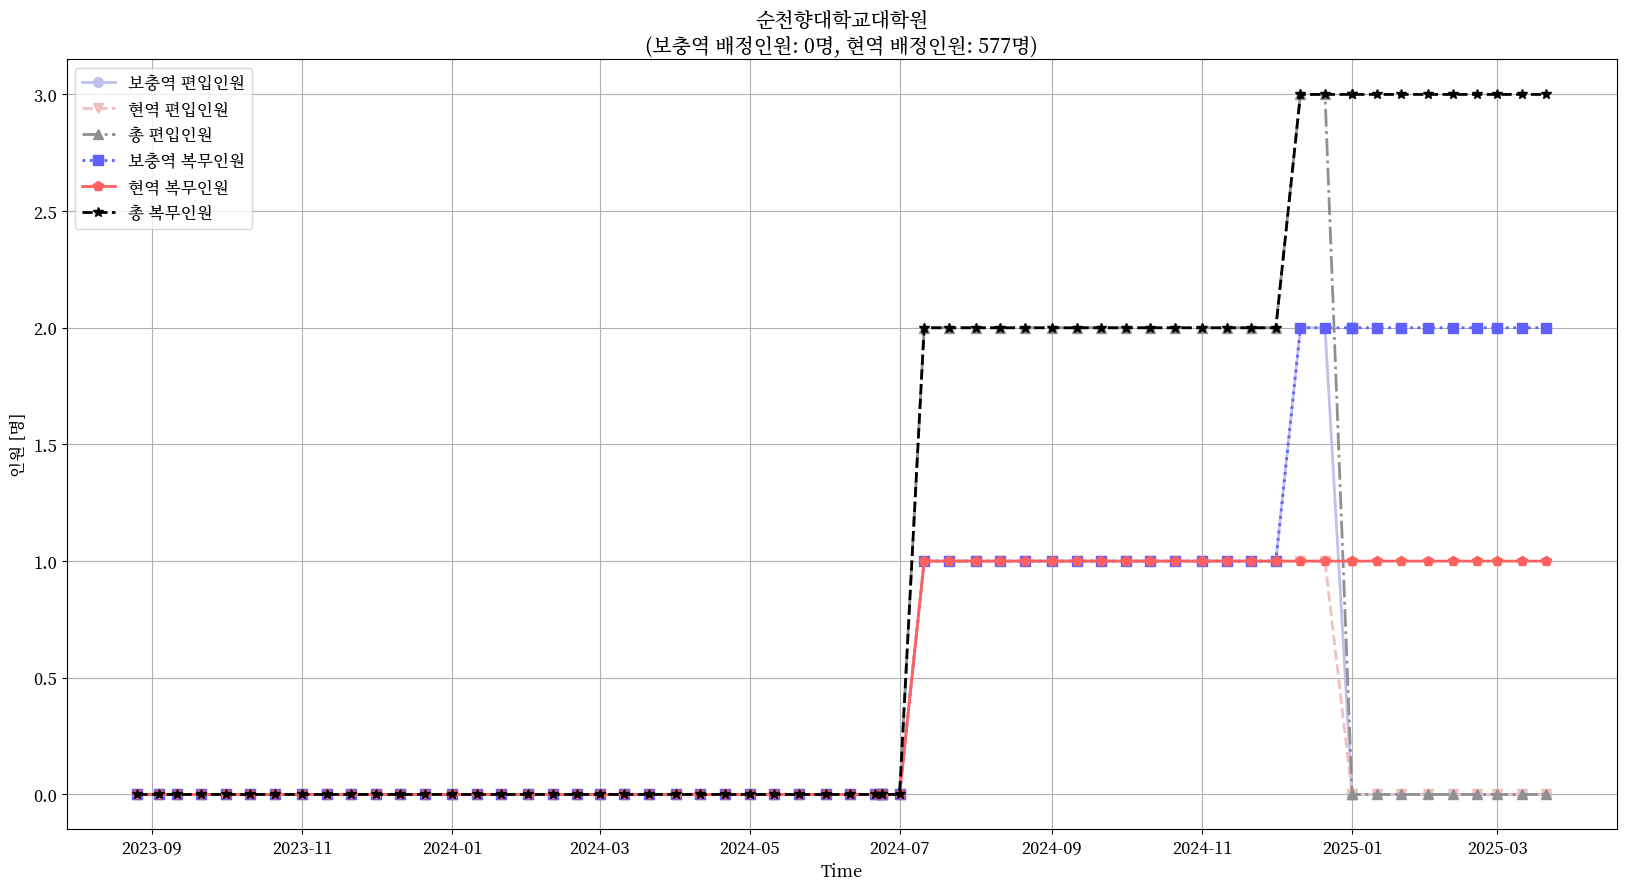 순천향대학교대학원
(보충역 배정인원: 0명, 현역 배정인원: 577명)
보충역 편입인원
현역 편입인원
총 편입인원
보충역 복무인원
현역 복무인원
총 복무인원
인원 [명]
3.0
2.5
2.0
1.5
1.0
0.5
0.0
2023-09
2023-11
2024-01
2024-03
2024-05
2024-07
2024-09
2024-11
2025-01
2025-03
Time